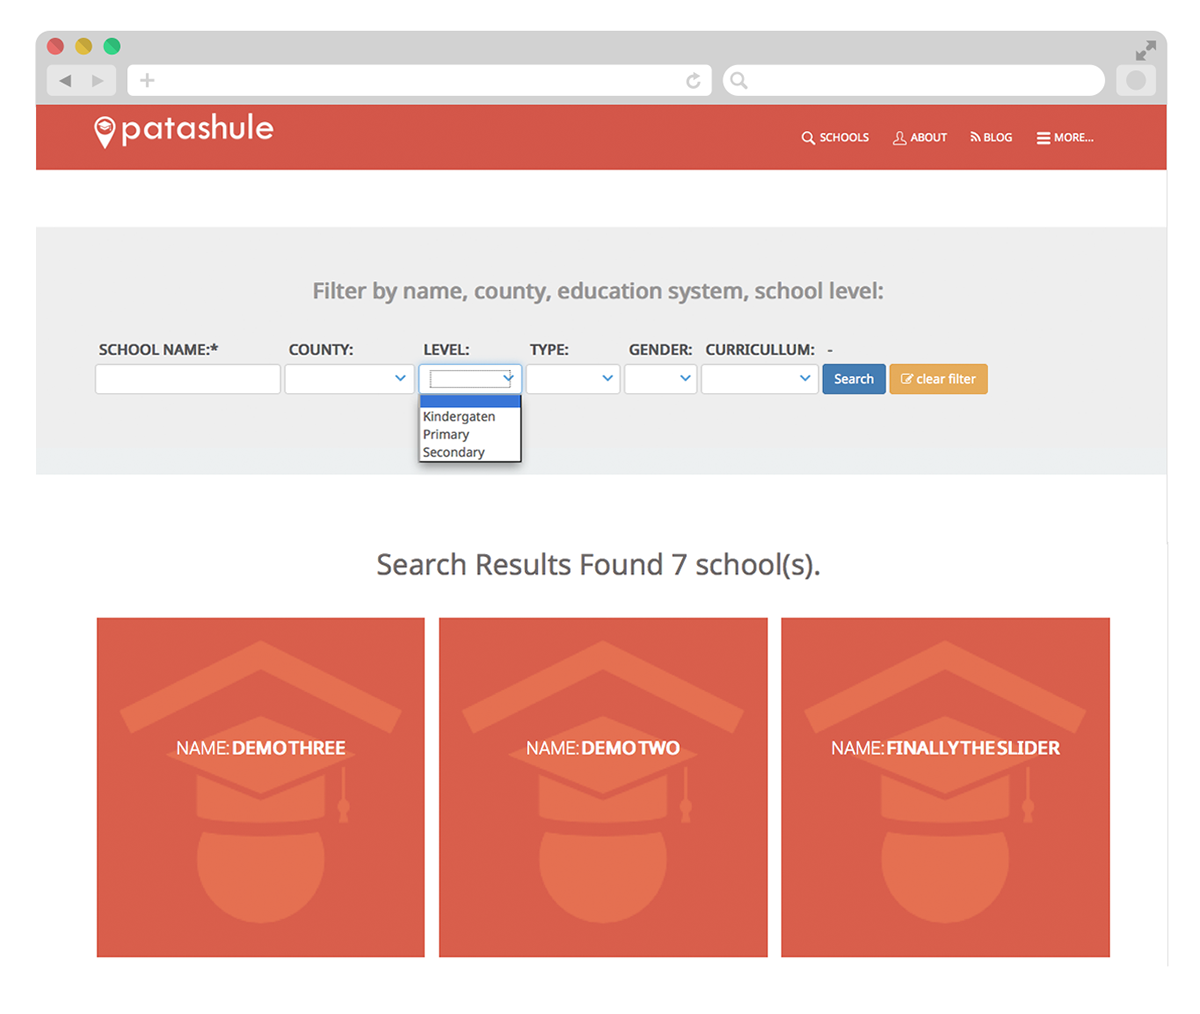 patashule
SCHOOLS ABOUT BLOG MORE...
Filter by name, county, education system, school level:
SCHOOL NAME:* COUNTY: LEVEL: TYPE: GENDER: CURRICULLUM: -
Search clear filter
Kindergaten
Primary
Secondary
Search Results Found 7 school(s).
NAME:DEMOTHREE
NAME:DEMOTWO
NAME:FINALLYTHESLIDER